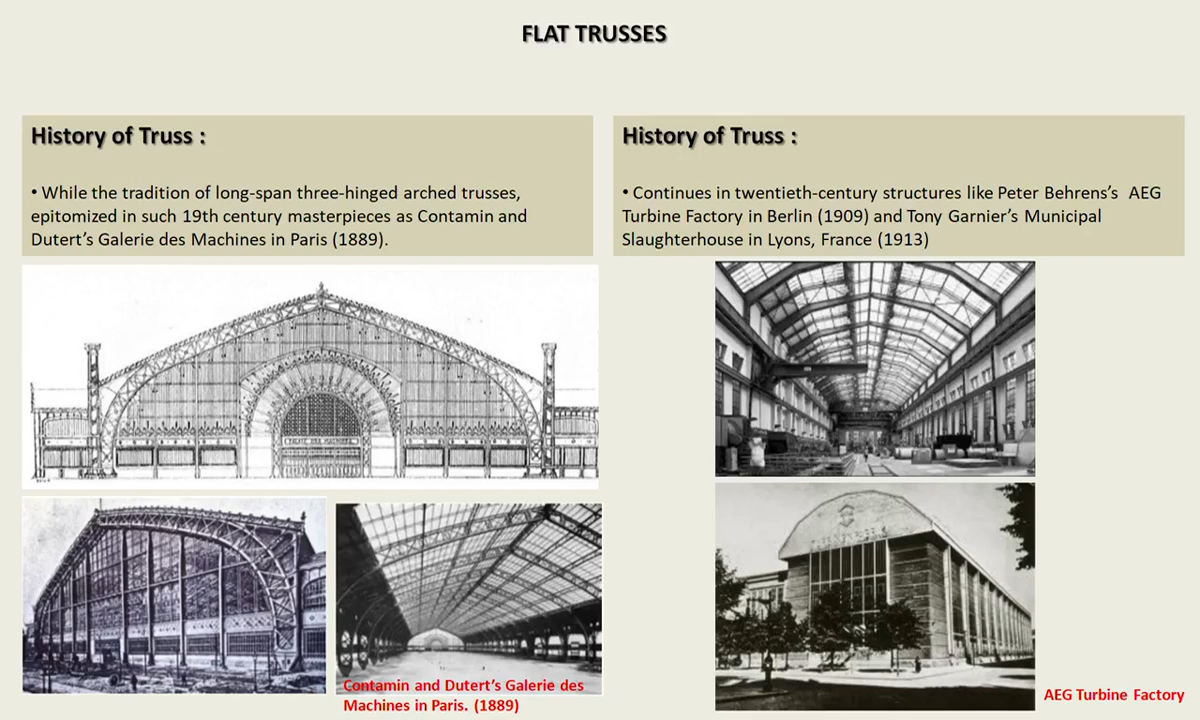 FLAT TRUSSES
History of Truss :
• While the tradition of long-span three-hinged arched trusses,
epitomized in such 19th century masterpieces as Contamin and
Dutert’s Galerie des Machines in Paris (1889).
History of Truss :
• Continues in twentieth-century structures like Peter Behrens’s AEG
Turbine Factory in Berlin (1909) and Tony Garnier’s Municipal
Slaughterhouse in Lyons, France (1913)
Contamin and Dutert’s Galerie des
Machines in Paris. (1889)
AEG Turbine Factory